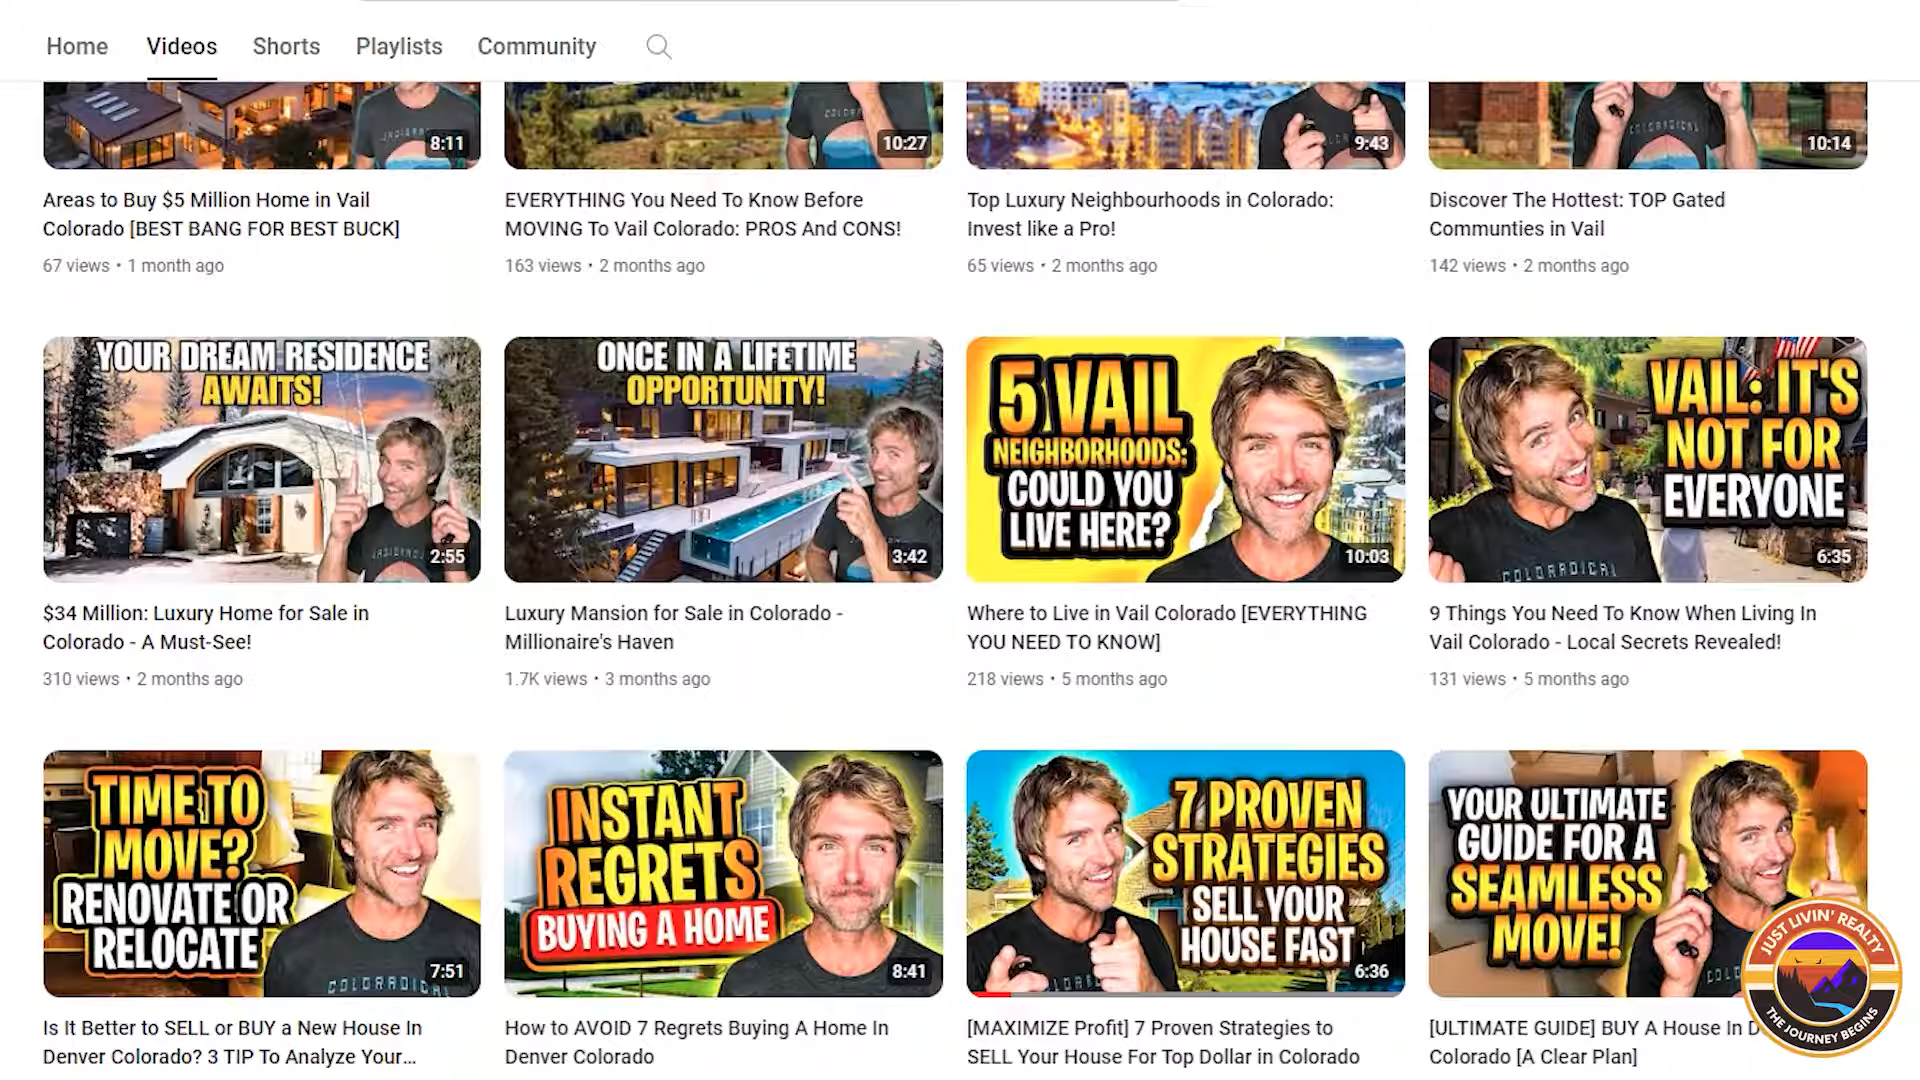 Home Videos Shorts Playlists Community
8:11
10:27
9:43
COLORADICAL
10:14
Areas to Buy $5 Million Home in Vail
Colorado [BEST BANG FOR BEST BUCK]
67 views • 1 month ago
EVERYTHING You Need To Know Before
MOVING To Vail Colorado: PROS And CONS!
163 views • 2 months ago
Top Luxury Neighbourhoods in Colorado:
Invest like a Pro!
65 views • 2 months ago
Discover The Hottest: TOP Gated
Communties in Vail
142 views • 2 months ago
YOUR DREAM RESIDENCE
AWAITS!
2:55
ONCE IN A LIFETIME
OPPORTUNITY!
3:42
5 VAIL
NEIGHBORHOODS:
COULD YOU
LIVE HERE?
10:03
VAIL: IT'S
NOT FOR
EVERYONE
COLORADICAL
6:35
$34 Million: Luxury Home for Sale in
Colorado - A Must-See!
310 views • 2 months ago
Luxury Mansion for Sale in Colorado -
Millionaire's Haven
1.7K views • 3 months ago
Where to Live in Vail Colorado [EVERYTHING
YOU NEED TO KNOW]
218 views • 5 months ago
9 Things You Need To Know When Living In
Vail Colorado - Local Secrets Revealed!
131 views • 5 months ago
TIME TO
MOVE?
RENOVATE OR
RELOCATE
COLORADICAL
7:51
INSTANT
REGRETS
BUYING A HOME
8:41
7 PROVEN
STRATEGIES
SELL YOUR
HOUSE FAST
6:36
YOUR ULTIMATE
GUIDE FOR A
SEAMLESS
MOVE!
JUST LIVIN' REALTY
THE JOURNEY BEGINS
Is It Better to SELL or BUY a New House In
Denver Colorado? 3 TIP To Analyze Your...
How to AVOID 7 Regrets Buying A Home In
Denver Colorado
[MAXIMIZE Profit] 7 Proven Strategies to
SELL Your House For Top Dollar in Colorado
[ULTIMATE GUIDE] BUY A House In D
Colorado [A Clear Plan]